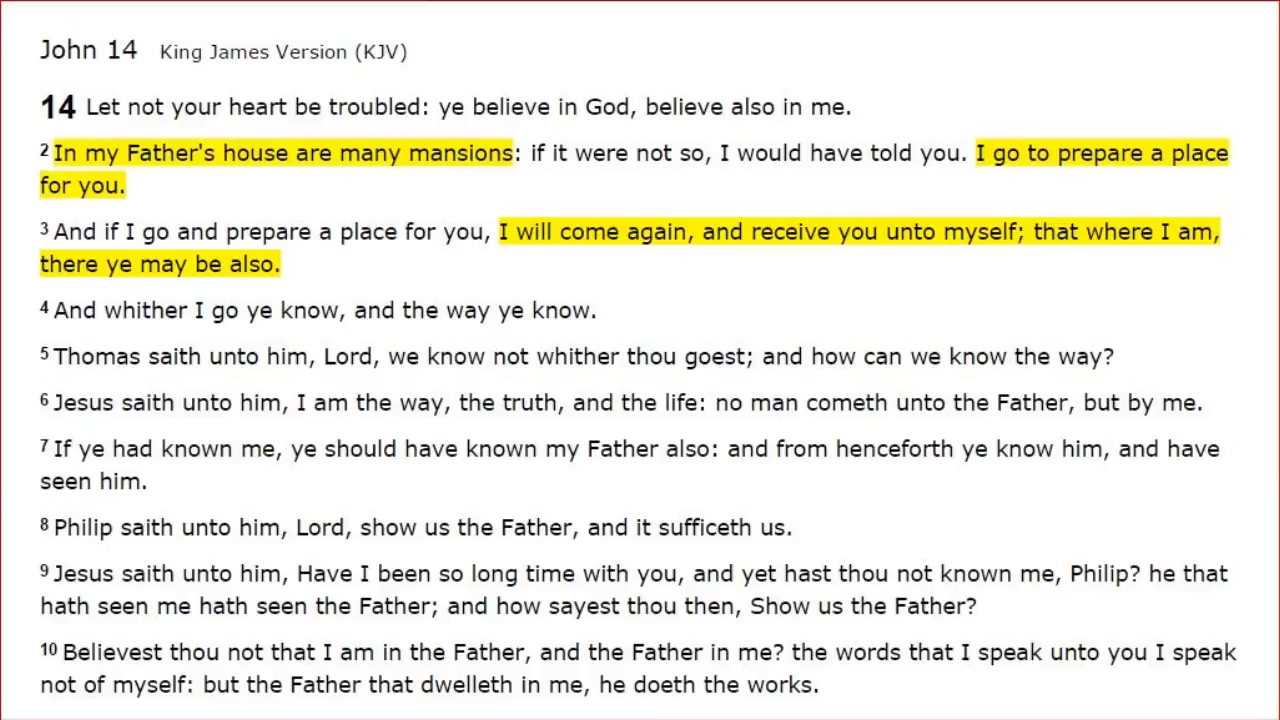 John 14 King James Version (KJV)
14 Let not your heart be troubled: ye believe in God, believe also in me.
2 In my Father's house are many mansions: if it were not so, I would have told you. I go to prepare a place
for you.
3 And if I go and prepare a place for you, I will come again, and receive you unto myself; that where I am,
there ye may be also.
4 And whither I go ye know, and the way ye know.
5 Thomas saith unto him, Lord, we know not whither thou goest; and how can we know the way?
6 Jesus saith unto him, I am the way, the truth, and the life: no man cometh unto the Father, but by me.
7 If ye had known me, ye should have known my Father also: and from henceforth ye know him, and have
seen him.
8 Philip saith unto him, Lord, show us the Father, and it sufficeth us.
9 Jesus saith unto him, Have I been so long time with you, and yet hast thou not known me, Philip? he that
hath seen me hath seen the Father; and how sayest thou then, Show us the Father?
10 Believest thou not that I am in the Father, and the Father in me? the words that I speak unto you I speak
not of myself: but the Father that dwelleth in me, he doeth the works.